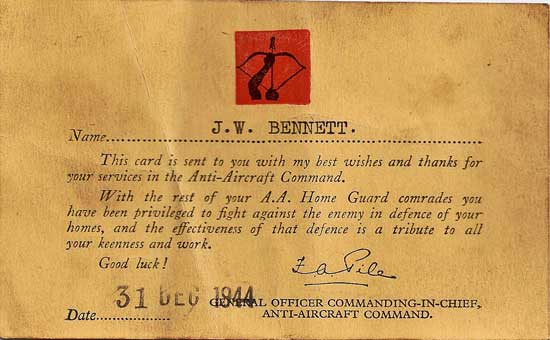 J.W. BENNETT.
Name
This card is sent to you with my best wishes and thanks for
your services in the Anti-Aircraft Command.
With the rest of your A.A. Home Guard comrades you
have been privileged to fight against the enemy in defence of your
homes, and the effectiveness of that defence is a tribute to all
your keenness and work.
Good luck!
F. A. Pile
31 DEC 1944
GENERAL OFFICER COMMANDING-IN-CHIEF,
Date
ANTI-AIRCRAFT COMMAND.